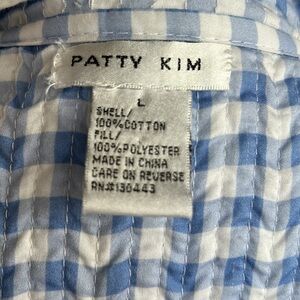 PATTY KIM
L
SHELL/
100%COTTON
FILL/
100%POLYESTER
MADE IN CHINA
CARE ON REVERSE
RN#130443